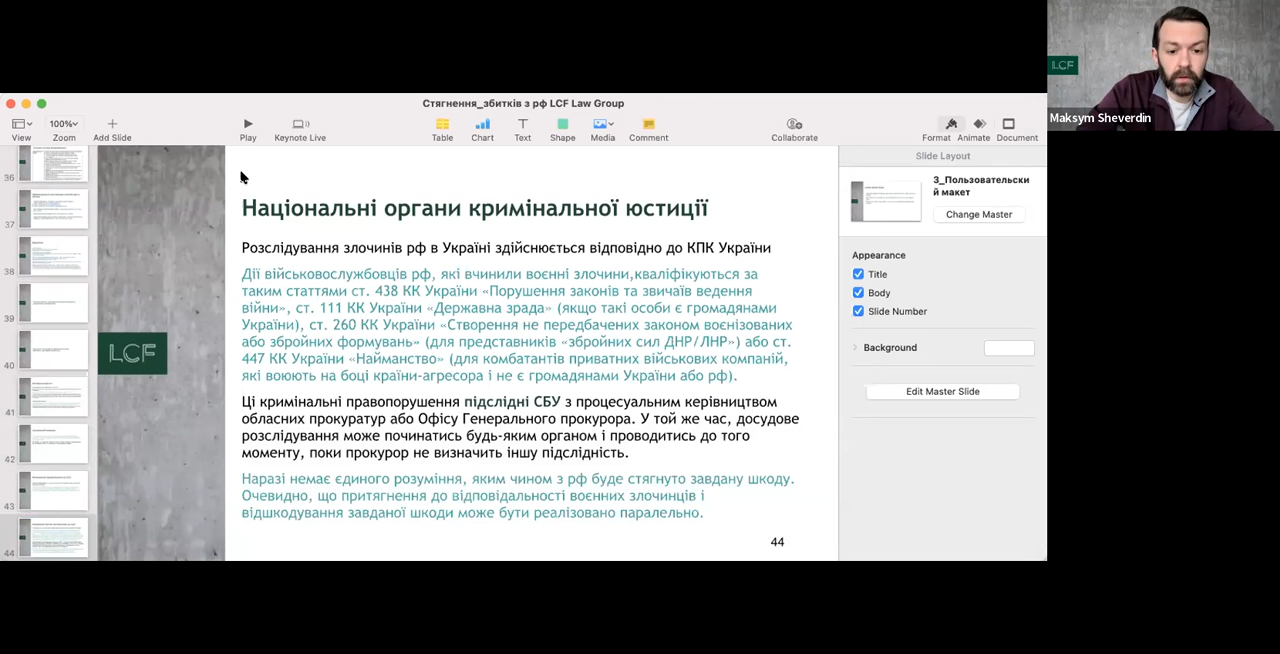 LCF
Maksym Sheverdin
Стягнення_збитків з рф LCF Law Group
View
100%
Zoom
Add Slide
Play
Keynote Live
Table
Chart
Text
Shape
Media
Comment
Collaborate
Format
Animate
Document
36
37
38
39
40
41
42
43
44
LCF
Національні органи кримінальної юстиції
Розслідування злочинів рф в Україні здійснюється відповідно до КПК України
Дії військовослужбовців рф, які вчинили воєнні злочини,кваліфікуються за
такими статтями ст. 438 КК України «Порушення законів та звичаїв ведення
війни», ст. 111 КК України «Державна зрада» (якщо такі особи є громадянами
України), ст. 260 КК України «Створення не передбачених законом воєнізованих
або збройних формувань» (для представників «збройних сил ДНР/ЛНР») або ст.
447 КК України «Найманство» (для комбатантів приватних військових компаній,
які воюють на боці країни-агресора і не є громадянами України або рф).
Ці кримінальні правопорушення підслідні СБУ з процесуальним керівництвом
обласних прокуратур або Офісу Генерального прокурора. У той же час, досудове
розслідування може починатись будь-яким органом і проводитись до того
моменту, поки прокурор не визначить іншу підслідність.
Наразі немає єдиного розуміння, яким чином з рф буде стягнуто завдану шкоду.
Очевидно, що притягнення до відповідальності воєнних злочинців і
відшкодування завданої шкоди може бути реалізовано паралельно.
44
Slide Layout
3_Пользовательски
й макет
Change Master
Appearance
Title
Body
Slide Number
Background
Edit Master Slide